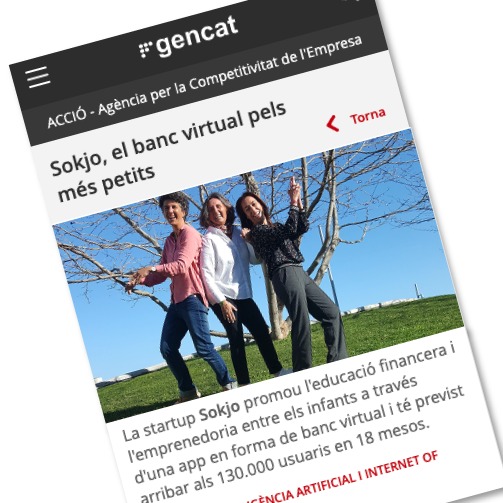 gencat
ACCIÓ - Agència per la Competitivitat de l'Empresa
Sokjo, el banc virtual pels
més petits
Torna
La startup Sokjo promou l'educació financera i
l'emprenedoria entre els infants a través
d'una app en forma de banc virtual i té previst
arribar als 130.000 usuaris en 18 mesos.
ARTIFICIAL I INTERNET OF